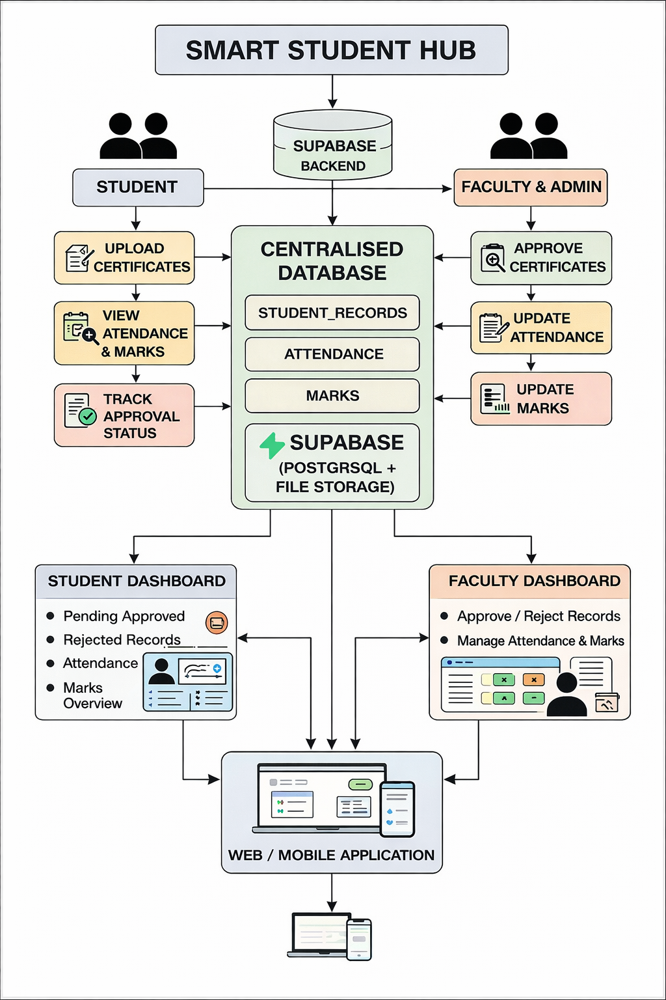 SMART STUDENT HUB
SUPABASE
BACKEND
STUDENT
FACULTY & ADMIN
UPLOAD
CERTIFICATES
VIEW
ATENDANCE
& MARKS
TRACK
APPROVAL
STATUS
CENTRALISED
DATABASE
STUDENT_RECORDS
ATTENDANCE
MARKS
SUPABASE
(POSTGRSQL +
FILE STORAGE)
APPROVE
CERTIFICATES
UPDATE
ATTENDANCE
UPDATE
MARKS
STUDENT DASHBOARD
Pending Approved
Rejected Records
Attendance
Marks
Overview
FACULTY DASHBOARD
Approve / Reject Records
Manage Attendance & Marks
WEB / MOBILE APPLICATION